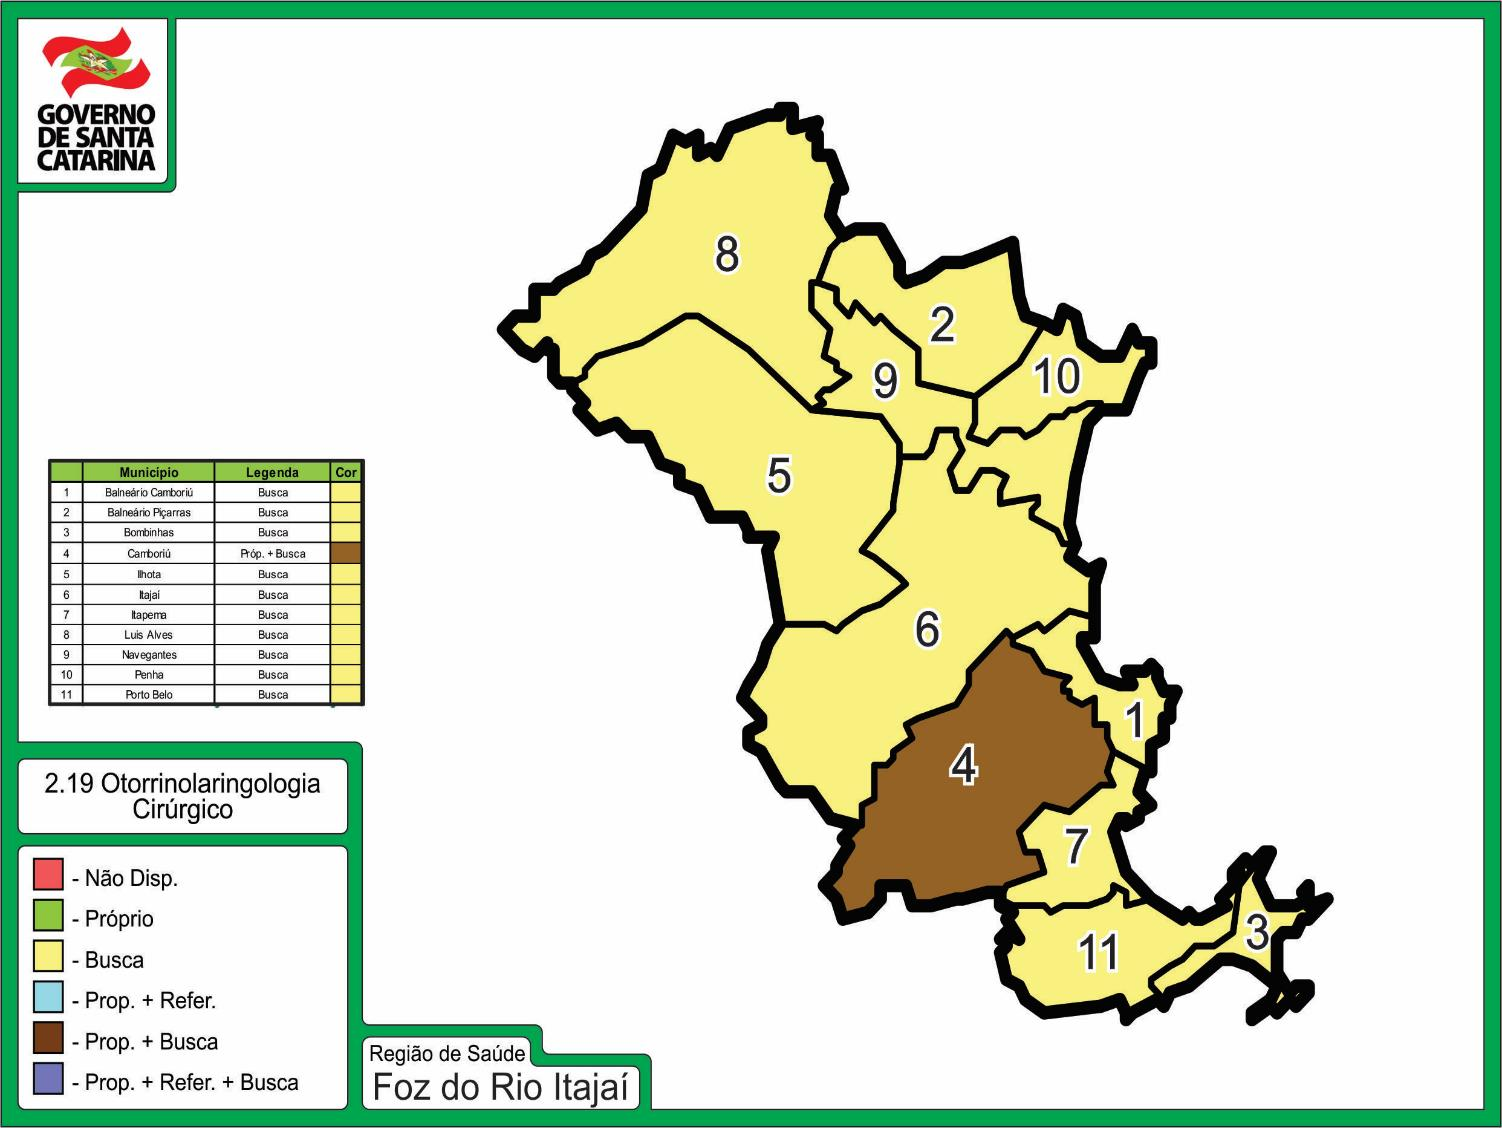 GOVERNO
DE SANTA
CATARINA
8
2
10
9
5
6
4
1
7
3
11
Município Legenda Cor
1 Balneário Camboriú Busca
2 Balneário Piçarras Busca
3 Bombinhas Busca
4 Camboriú Próp. + Busca
5 Ilhota Busca
6 Itajaí Busca
7 Itapema Busca
8 Luis Alves Busca
9 Navegantes Busca
10 Penha Busca
11 Porto Belo Busca
2.19 Otorrinolaringologia
Cirúrgico
- Não Disp.
- Próprio
- Busca
- Prop. + Refer.
- Prop. + Busca
- Prop. + Refer. + Busca
Região de Saúde
Foz do Rio Itajaí